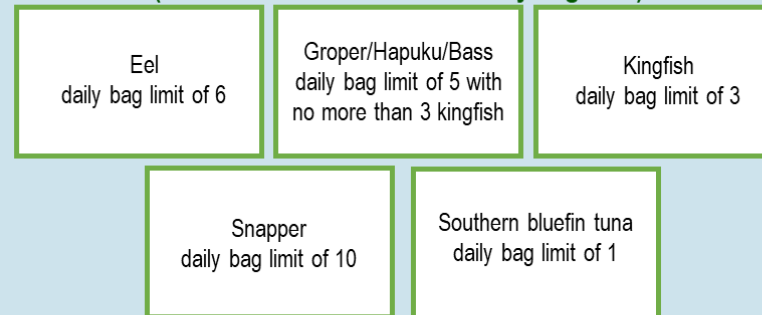 Eel
daily bag limit of 6
Groper/Hapuku/Bass
daily bag limit of 5 with
no more than 3 kingfish
Kingfish
daily bag limit of 3
Snapper
daily bag limit of 10
Southern bluefin tuna
daily bag limit of 1